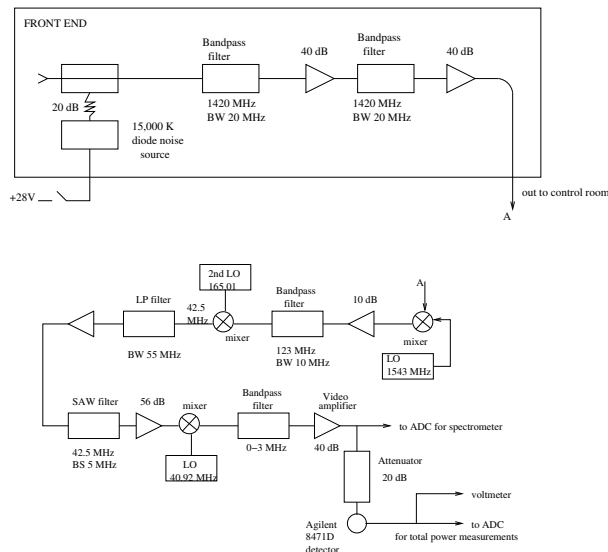 FRONT END
Bandpass
filter
40 dB
Bandpass
filter
40 dB
20 dB
1420 MHz
BW 20 MHz
1420 MHz
BW 20 MHz
15,000 K
diode noise
source
+28V
out to control room
A
2nd LO
165.01
LP filter
42.5
MHz
mixer
Bandpass
filter
10 dB
A
mixer
BW 55 MHz
123 MHz
BW 10 MHz
LO
1543 MHz
SAW filter
56 dB
mixer
Bandpass
filter
Video
amplifier
to ADC for spectrometer
42.5 MHz
BS 5 MHz
LO
40.92 MHz
0−3 MHz
40 dB
Attenuator
20 dB
voltmeter
Agilent
8471D
detector
to ADC
for total power measurements